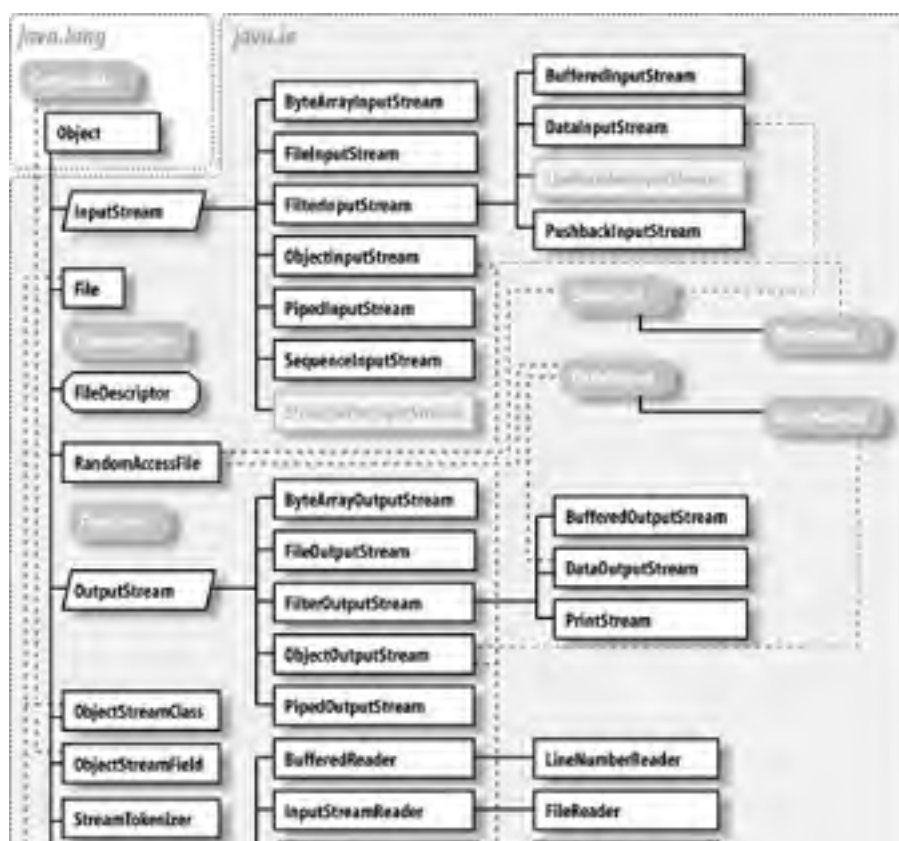 java.lang
java.io
Object
InputStream
File
FileDescriptor
RandomAccessFile
OutputStream
ObjectStreamClass
ObjectStreamField
StreamTokenizer
ByteArrayInputStream
FileInputStream
FilterInputStream
ObjectInputStream
PipedInputStream
SequenceInputStream
BufferedInputStream
DataInputStream
PushbackInputStream
ByteArrayOutputStream
FileOutputStream
FilterOutputStream
ObjectOutputStream
PipedOutputStream
BufferedOutputStream
DataOutputStream
PrintStream
BufferedReader
InputStreamReader
LineNumberReader
FileReader